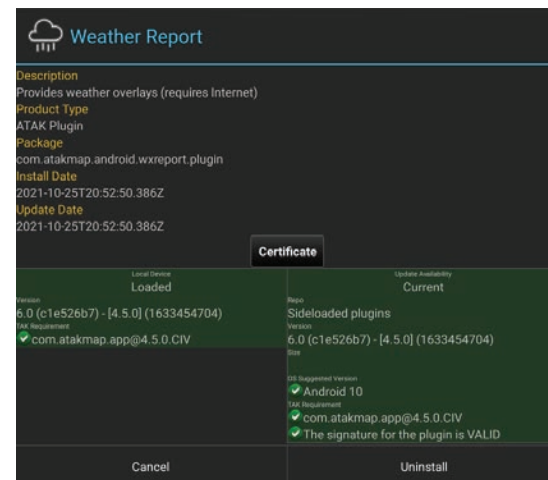 Weather Report
Description
Provides weather overlays (requires Internet)
Product Type
ATAK Plugin
Package
com.atakmap.android.wxreport.plugin
Install Date
2021-10-25T20:52:50.386Z
Update Date
2021-10-25T20:52:50.386Z
Certificate
Local Device
Loaded
Version
6.0 (c1e526b7) - [4.5.0] (1633454704)
TAK Requirement
com.atakmap.app@4.5.0.CIV
Update Availability
Current
Repo
Sideloaded plugins
Version
6.0 (c1e526b7) - [4.5.0] (1633454704)
Size
OS Suggested Version
Android 10
TAK Requirement
com.atakmap.app@4.5.0.CIV
The signature for the plugin is VALID
Cancel
Uninstall